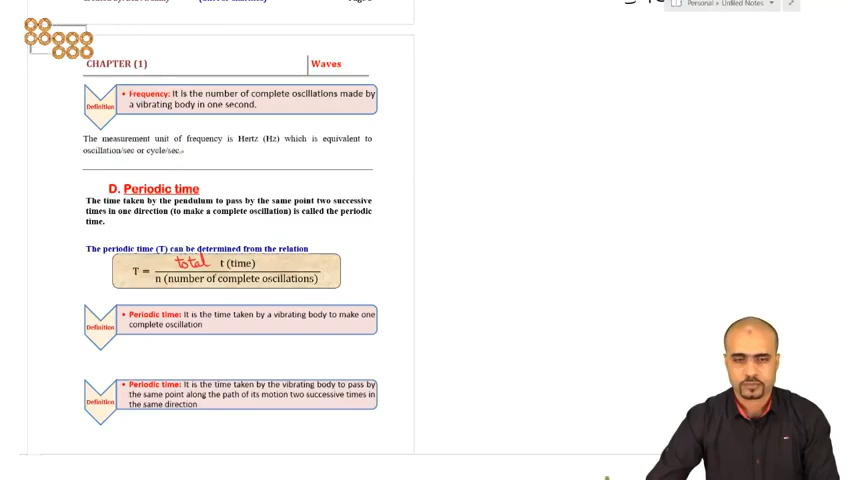 Personal » Unfiled Notes
CHAPTER (1)
Waves
Definition
• Frequency: It is the number of complete oscillations made by
a vibrating body in one second.
The measurement unit of frequency is Hertz (Hz) which is equivalent to
oscillation/sec or cycle/sec.
D. Periodic time
The time taken by the pendulum to pass by the same point two successive
times in one direction (to make a complete oscillation) is called the periodic
time.
The periodic time (T) can be determined from the relation
total t (time)
T =
n (number of complete oscillations)
Definition
• Periodic time: It is the time taken by a vibrating body to make one
complete oscillation
Definition
• Periodic time: It is the time taken by the vibrating body to pass by
the same point along the path of its motion two successive times in
the same direction